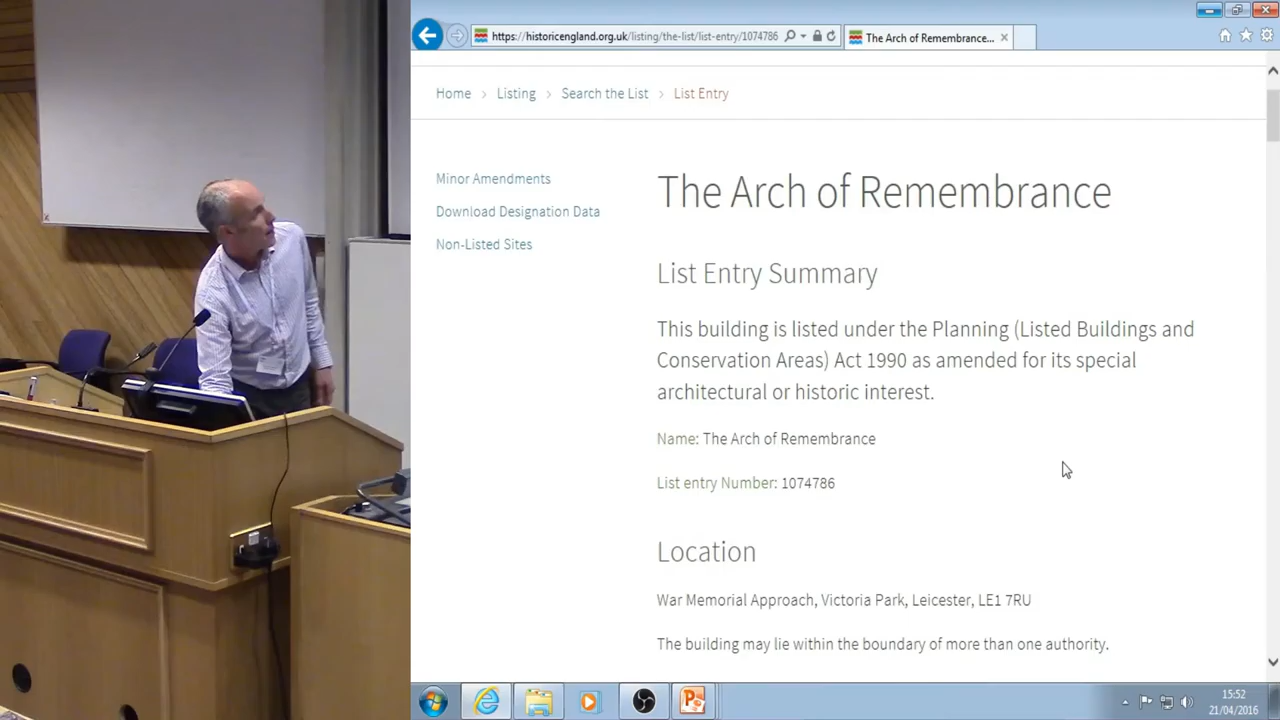 https://historicengland.org.uk/listing/the-list/list-entry/1074786
The Arch of Remembrance...
Home > Listing > Search the List > List Entry
Minor Amendments
Download Designation Data
Non-Listed Sites
The Arch of Remembrance
List Entry Summary
This building is listed under the Planning (Listed Buildings and
Conservation Areas) Act 1990 as amended for its special
architectural or historic interest.
Name: The Arch of Remembrance
List entry Number: 1074786
Location
War Memorial Approach, Victoria Park, Leicester, LE1 7RU
The building may lie within the boundary of more than one authority.
15:52
21/04/2016